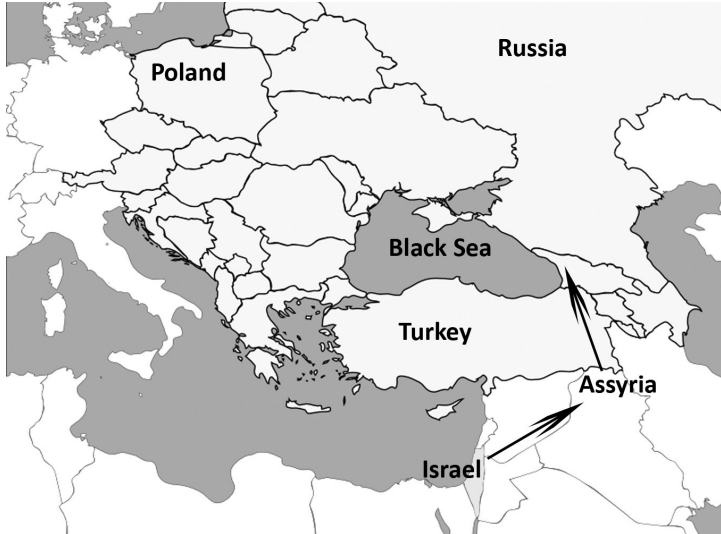 Russia
Poland
Black Sea
Turkey
Assyria
Israel